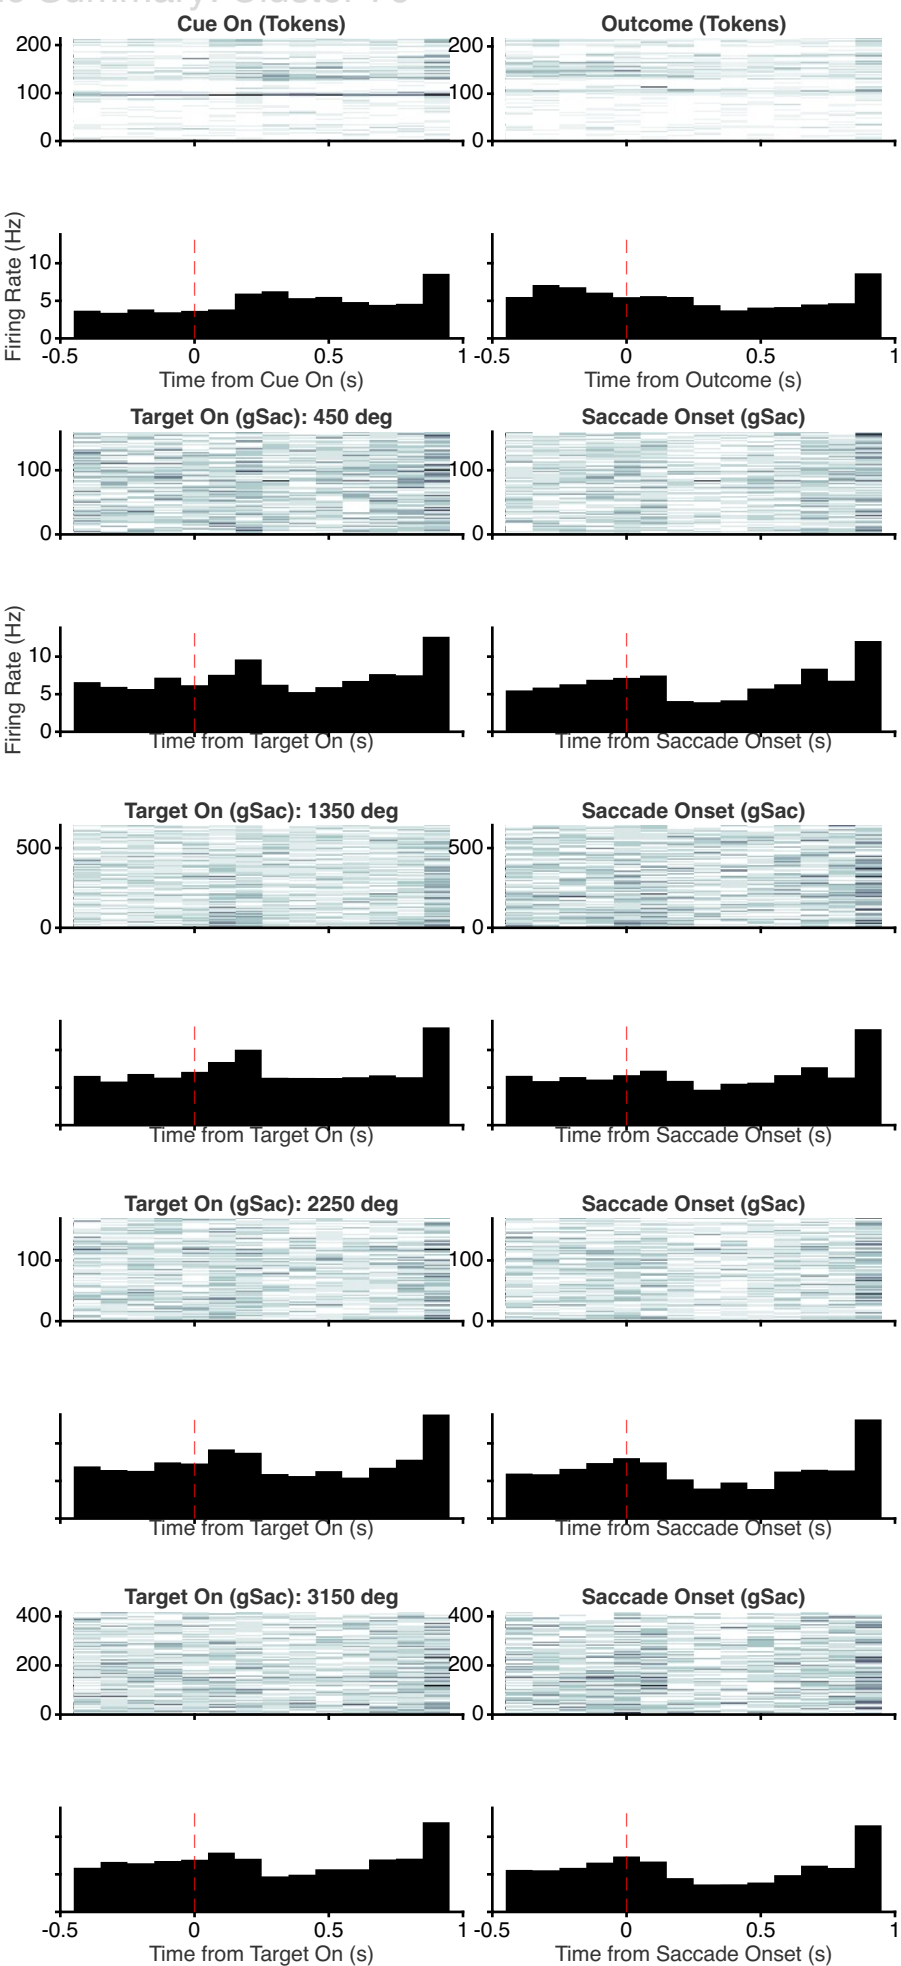 Summary: Cluster
Cue On (Tokens) Outcome (Tokens)
200 200
100 100
0 0
Firing Rate (Hz)
10
5
0
-0.5 0 0.5 1 -0.5 0 0.5 1
Time from Cue On (s) Time from Outcome (s)
Target On (gSac): 450 deg Saccade Onset (gSac)
100 100
0 0
Firing Rate (Hz)
10
5
0
Time from Target On (s) Time from Saccade Onset (s)
Target On (gSac): 1350 deg Saccade Onset (gSac)
500 500
0 0
Time from Target On (s) Time from Saccade Onset (s)
Target On (gSac): 2250 deg Saccade Onset (gSac)
100 100
0 0
Time from Target On (s) Time from Saccade Onset (s)
Target On (gSac): 3150 deg Saccade Onset (gSac)
400 400
200 200
0 0
-0.5 0 0.5 1 -0.5 0 0.5 1
Time from Target On (s) Time from Saccade Onset (s)